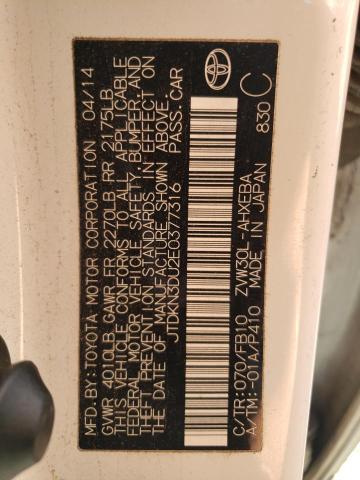 MFD. BY: TOYOTA MOTOR CORPORATION 04/14
GVWR 4010LB GAWR FR 2270LB RR 2175LB
THIS VEHICLE CONFORMS TO ALL APPLICABLE
FEDERAL MOTOR VEHICLE SAFETY, BUMPER, AND
THEFT PREVENTION STANDARDS IN EFFECT ON
THE DATE OF MANUFACTURE SHOWN ABOVE.
JTDKN3DU2E0377316 PASS. CAR
C/TR: 070/FB10 ZVW30L-AHXEBA
A/TM: -01A/P410 MADE IN JAPAN
830 C